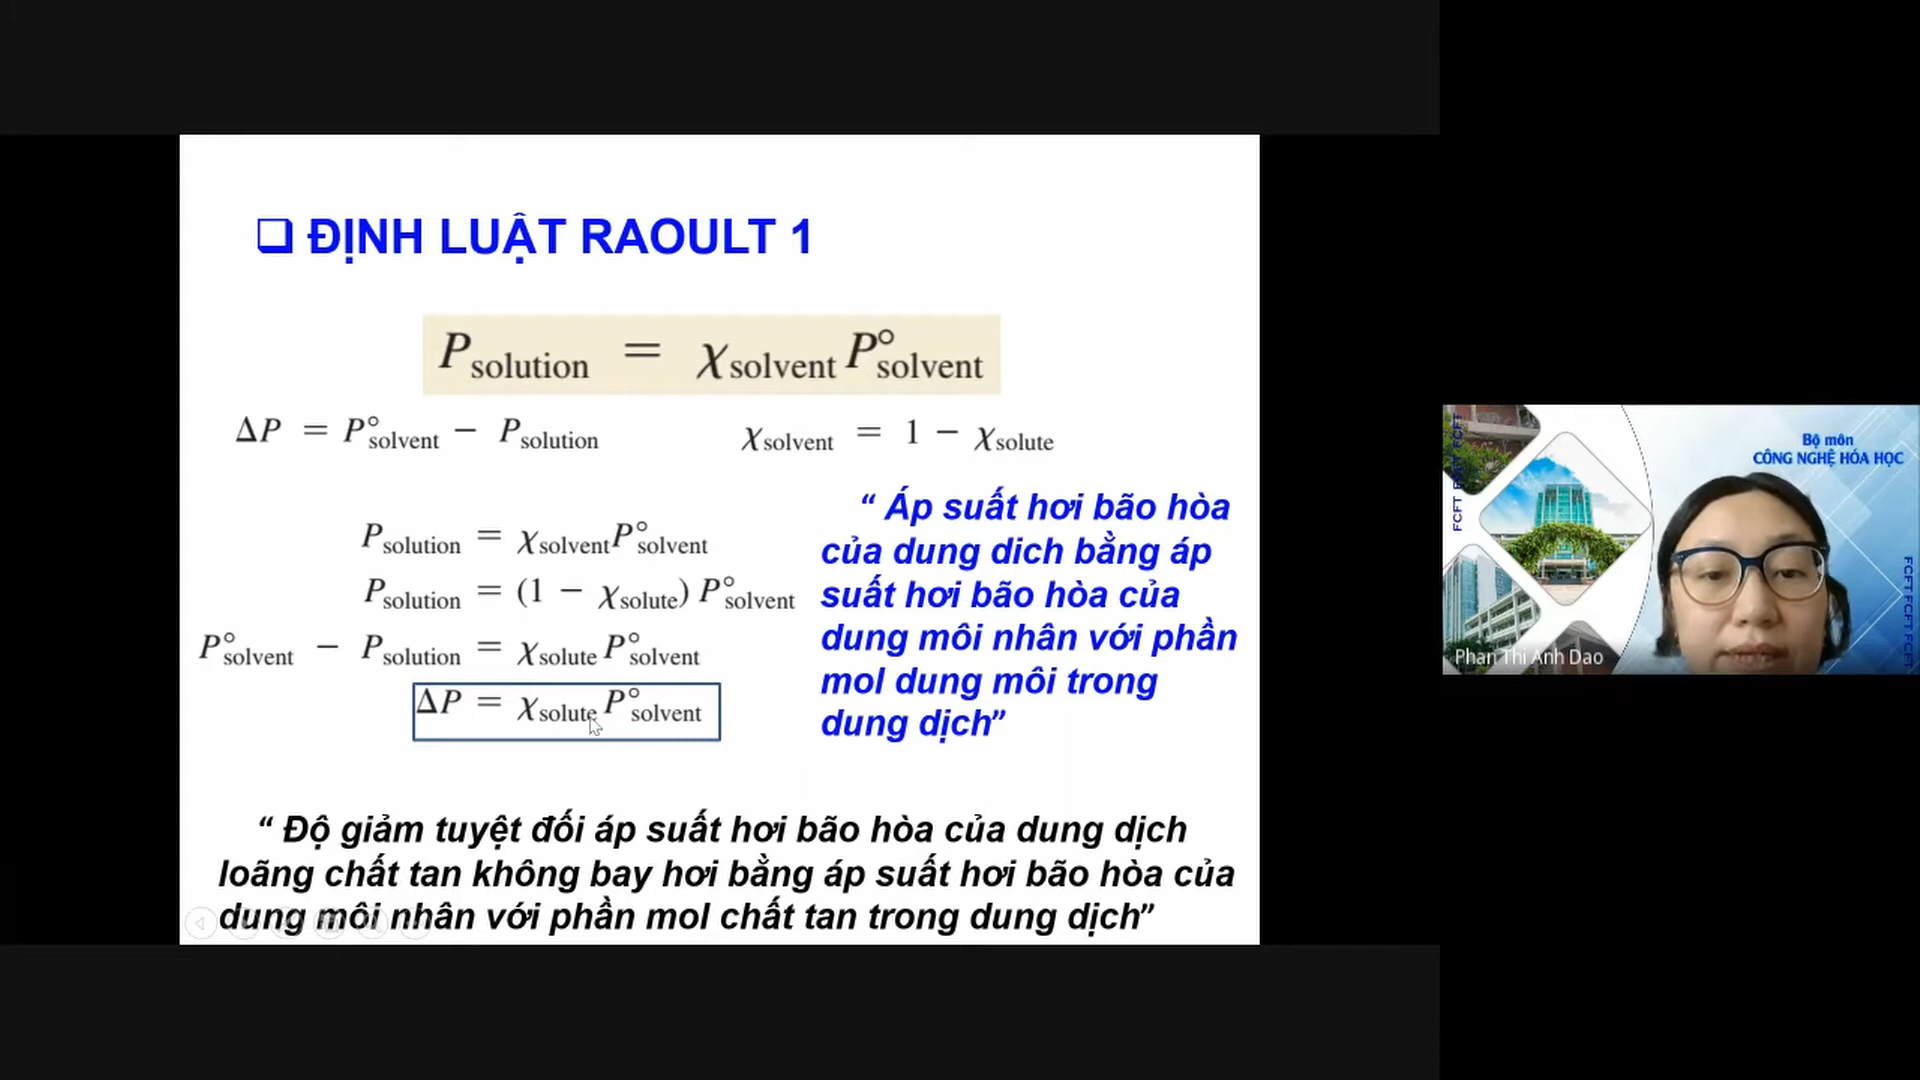 ❑ ĐỊNH LUẬT RAOULT 1
P solution = χ solvent P° solvent
ΔP = P° solvent − P solution
χ solvent = 1 − χ solute
P solution = χ solvent P° solvent
P solution = (1 − χ solute) P° solvent
P° solvent − P solution = χ solute P° solvent
ΔP = χ solute P° solvent
“ Áp suất hơi bão hòa
của dung dich bằng áp
suất hơi bão hòa của
dung môi nhân với phần
mol dung môi trong
dung dịch”
“ Độ giảm tuyệt đối áp suất hơi bão hòa của dung dịch
loãng chất tan không bay hơi bằng áp suất hơi bão hòa của
dung môi nhân với phần mol chất tan trong dung dịch”
Bộ môn
CÔNG NGHỆ HÓA HỌC
FCFT FCFT FCFT
FCFT FCFT FCFT
Phan Thi Anh Dao